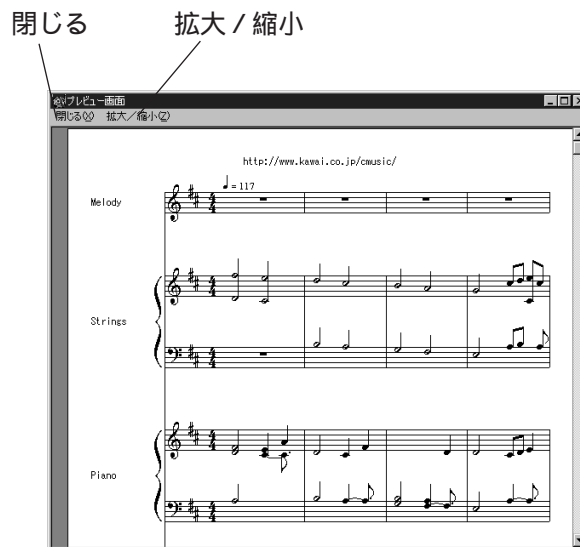 閉じる 拡大 / 縮小
プレビュー画面
閉じる(X) 拡大／縮小(Z)
http://www.kawai.co.jp/cmusic/
= 117
Melody
Strings
Piano